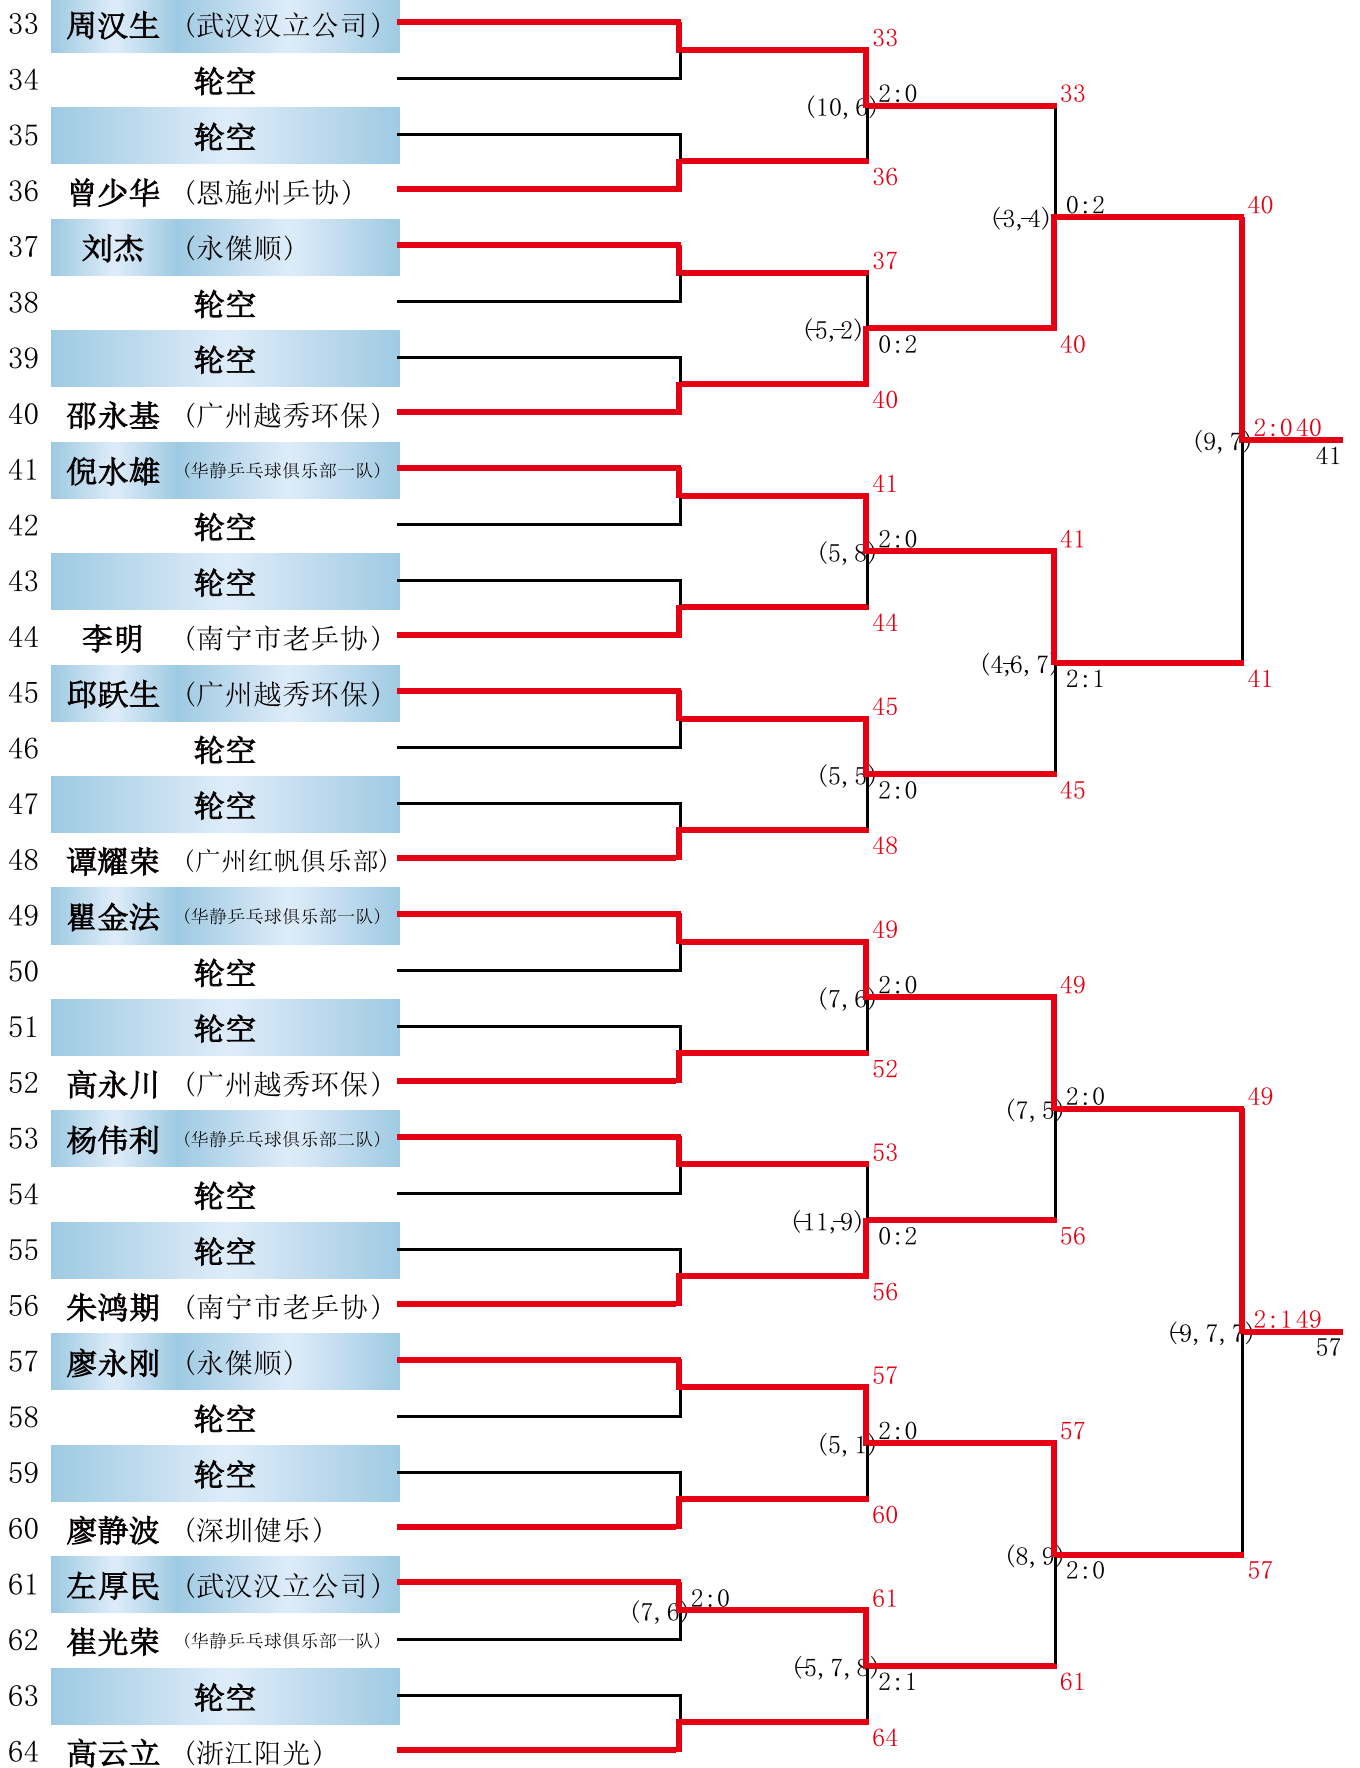 33 周汉生 (武汉汉立公司)
33
34 轮空
(10, 6) 2:0
33
35 轮空
36
36 曾少华 (恩施州乒协)
(-3,-4) 0:2
40
37 刘杰 (永傑顺)
37
38 轮空
(-5,-2) 0:2
40
39 轮空
40
40 邵永基 (广州越秀环保)
(9, 7) 2:0 40
41
41 倪水雄 (华静乒乓球俱乐部一队)
41
42 轮空
(5, 8) 2:0
41
43 轮空
44
44 李明 (南宁市老乒协)
(4,-6, 7) 2:1
41
45 邱跃生 (广州越秀环保)
45
46 轮空
(5, 5) 2:0
45
47 轮空
48
48 谭耀荣 (广州红帆俱乐部)
49 瞿金法 (华静乒乓球俱乐部一队)
49
50 轮空
(7, 6) 2:0
49
51 轮空
52
52 高永川 (广州越秀环保)
(7, 5) 2:0
49
53 杨伟利 (华静乒乓球俱乐部二队)
53
54 轮空
(-11,-9) 0:2
56
55 轮空
56
56 朱鸿期 (南宁市老乒协)
(-9, 7, 7) 2:1 49
57
57 廖永刚 (永傑顺)
57
58 轮空
(5, 1) 2:0
57
59 轮空
60
60 廖静波 (深圳健乐)
(8, 9) 2:0
57
61 左厚民 (武汉汉立公司)
(7, 6) 2:0
61
62 崔光荣 (华静乒乓球俱乐部一队)
(-5, 7, 8) 2:1
61
63 轮空
64
64 高云立 (浙江阳光)